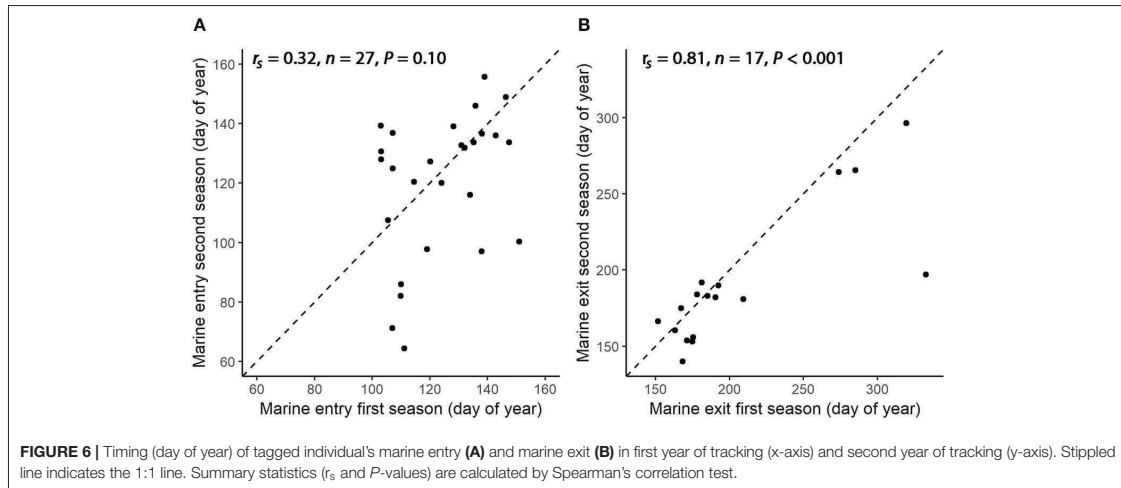 A
r_s = 0.32, n = 27, P = 0.10
Marine entry second season (day of year)
160
140
120
100
80
60
60 80 100 120 140 160
Marine entry first season (day of year)
B
r_s = 0.81, n = 17, P < 0.001
Marine exit second season (day of year)
300
250
200
150
150 200 250 300
Marine exit first season (day of year)
FIGURE 6 | Timing (day of year) of tagged individual's marine entry (A) and marine exit (B) in first year of tracking (x-axis) and second year of tracking (y-axis). Stippled
line indicates the 1:1 line. Summary statistics (r_s and P-values) are calculated by Spearman's correlation test.